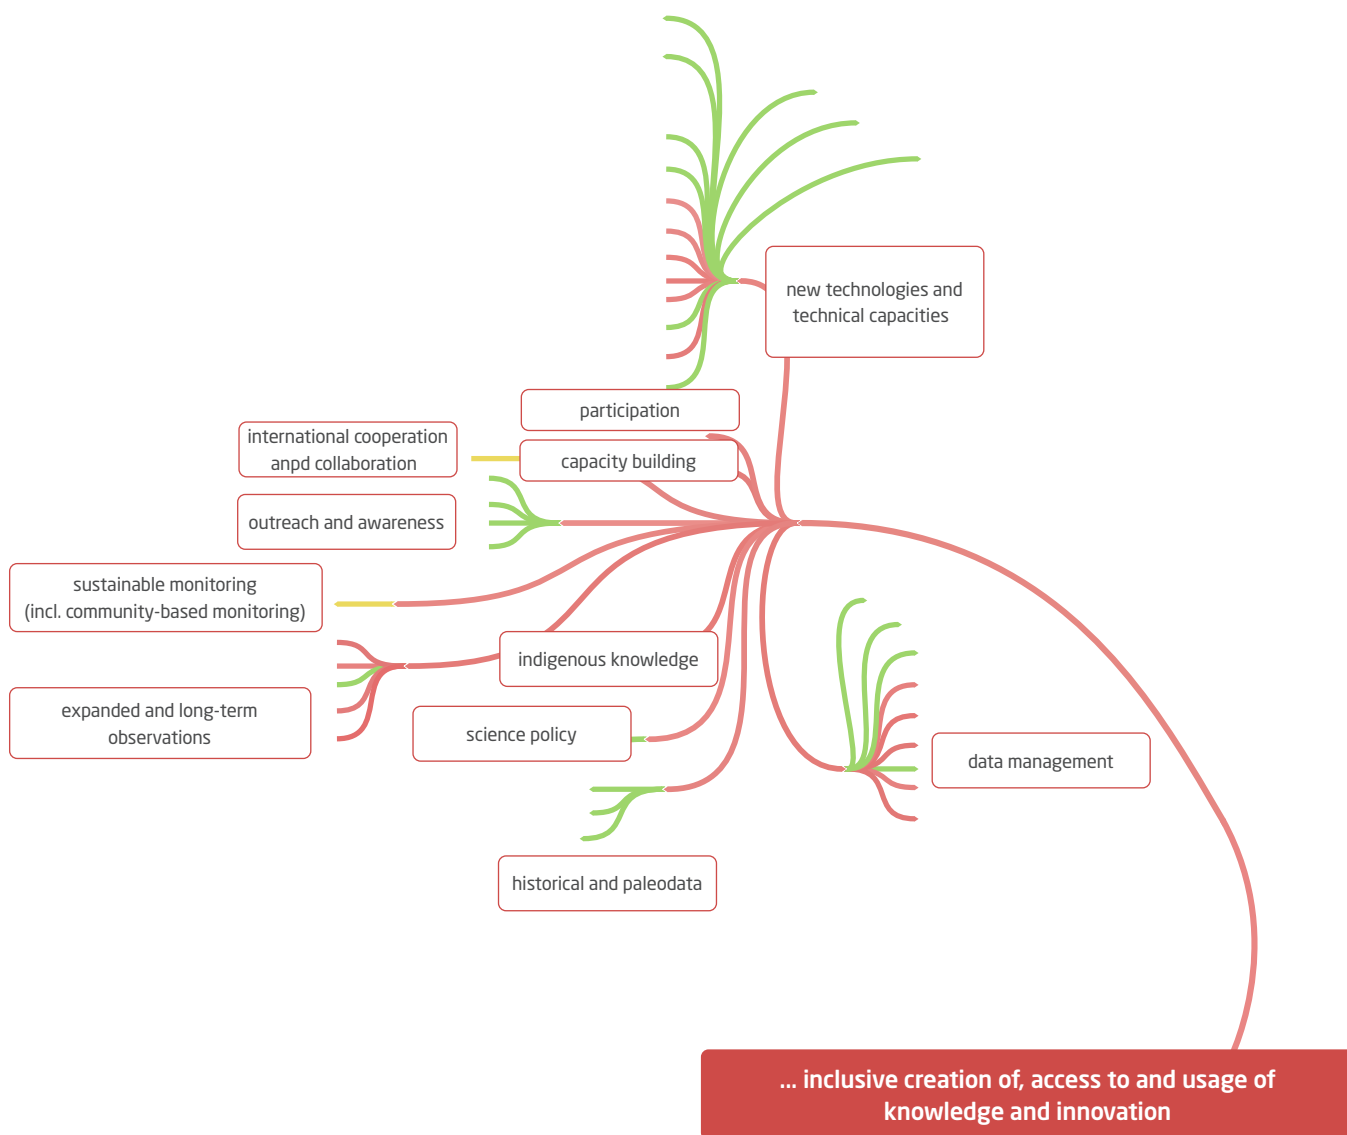 new technologies and
technical capacities
participation
international cooperation
anpd collaboration
capacity building
outreach and awareness
sustainable monitoring
(incl. community-based monitoring)
indigenous knowledge
expanded and long-term
observations
science policy
data management
historical and paleodata
... inclusive creation of, access to and usage of
knowledge and innovation